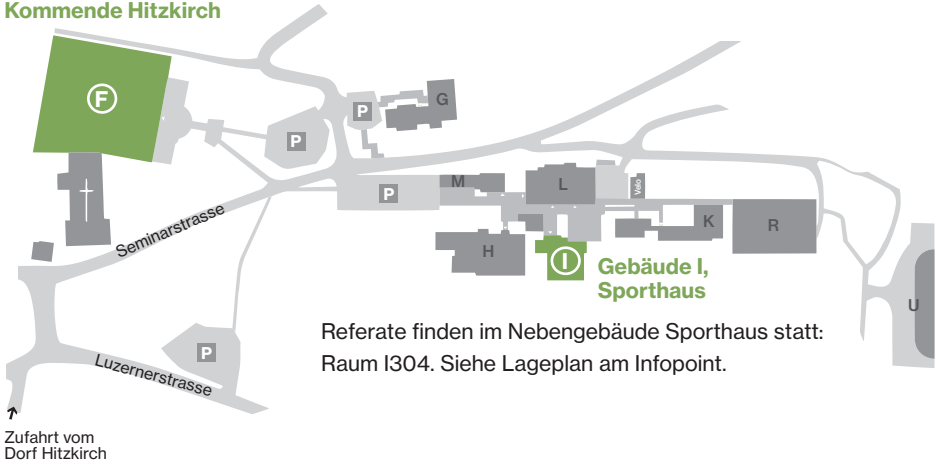 Kommende Hitzkirch
F
P
G
P
M
L
Velo
P
K
R
Seminarstrasse
H
I
Gebäude I,
Sporthaus
U
Referate finden im Nebengebäude Sporthaus statt:
Raum I304. Siehe Lageplan am Infopoint.
P
Luzernerstrasse
Zufahrt vom
Dorf Hitzkirch